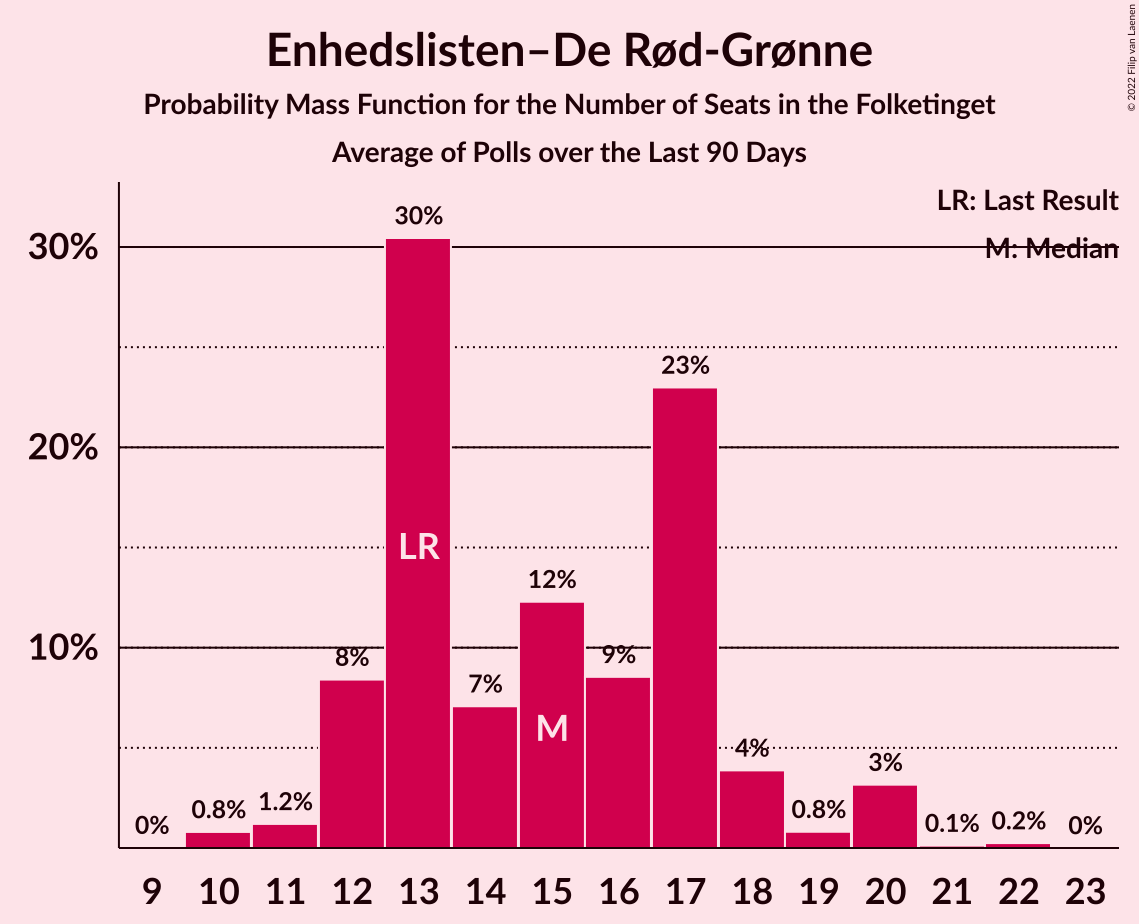 Enhedslisten–De Rød-Grønne
Probability Mass Function for the Number of Seats in the Folketinget
Average of Polls over the Last 90 Days
© 2022 Filip van Laenen
LR: Last Result
M: Median
30%
20%
10%
0%
0.8%
1.2%
8%
30%
7%
12%
9%
23%
4%
0.8%
3%
0.1%
0.2%
0%
LR
M
9 10 11 12 13 14 15 16 17 18 19 20 21 22 23